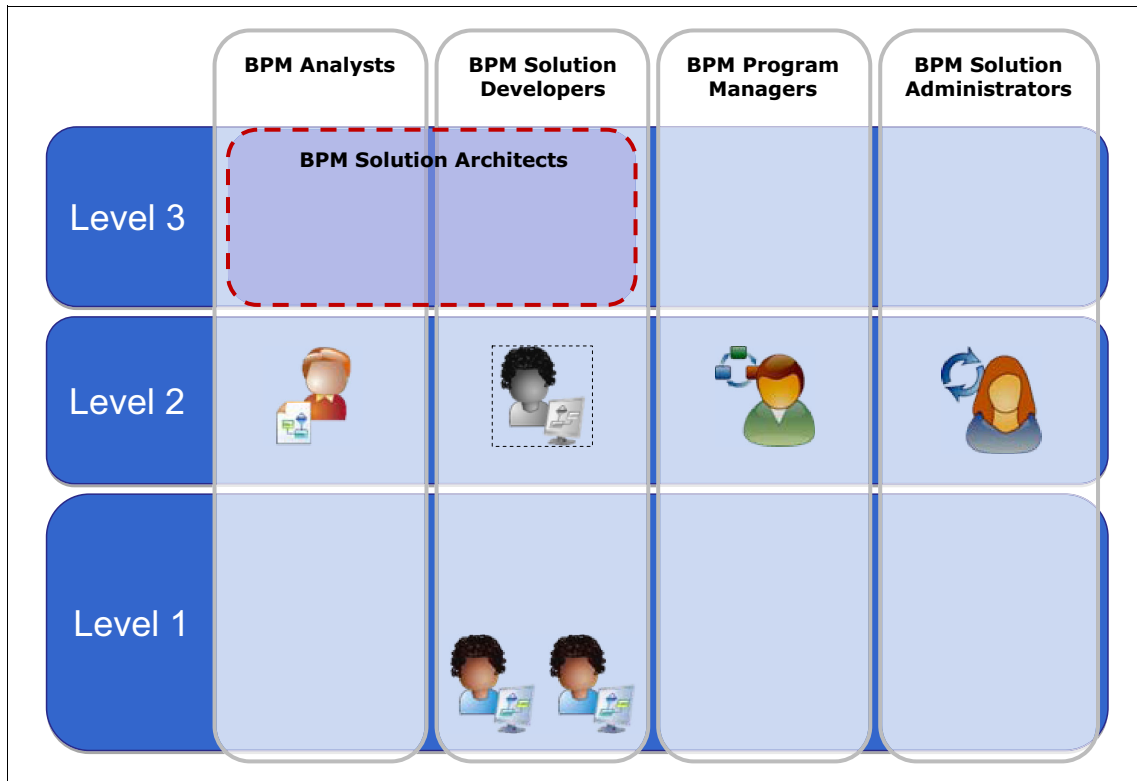 BPM Analysts
BPM Solution
Developers
BPM Program
Managers
BPM Solution
Administrators
BPM Solution Architects
Level 3
Level 2
Level 1